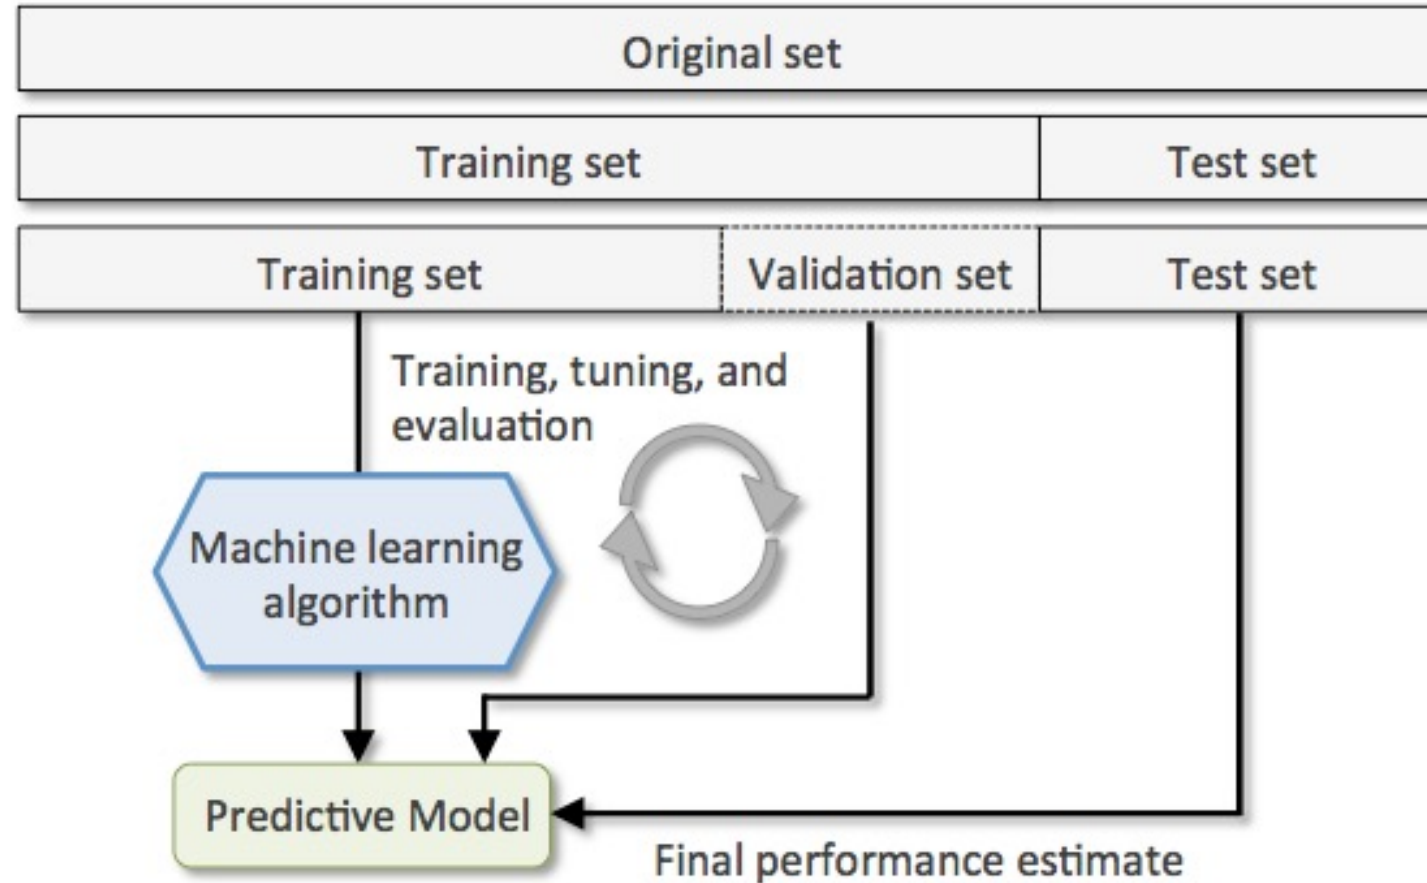 Original set
Training set
Test set
Training set
Validation set
Test set
Training, tuning, and
evaluation
Machine learning
algorithm
Predictive Model
Final performance estimate